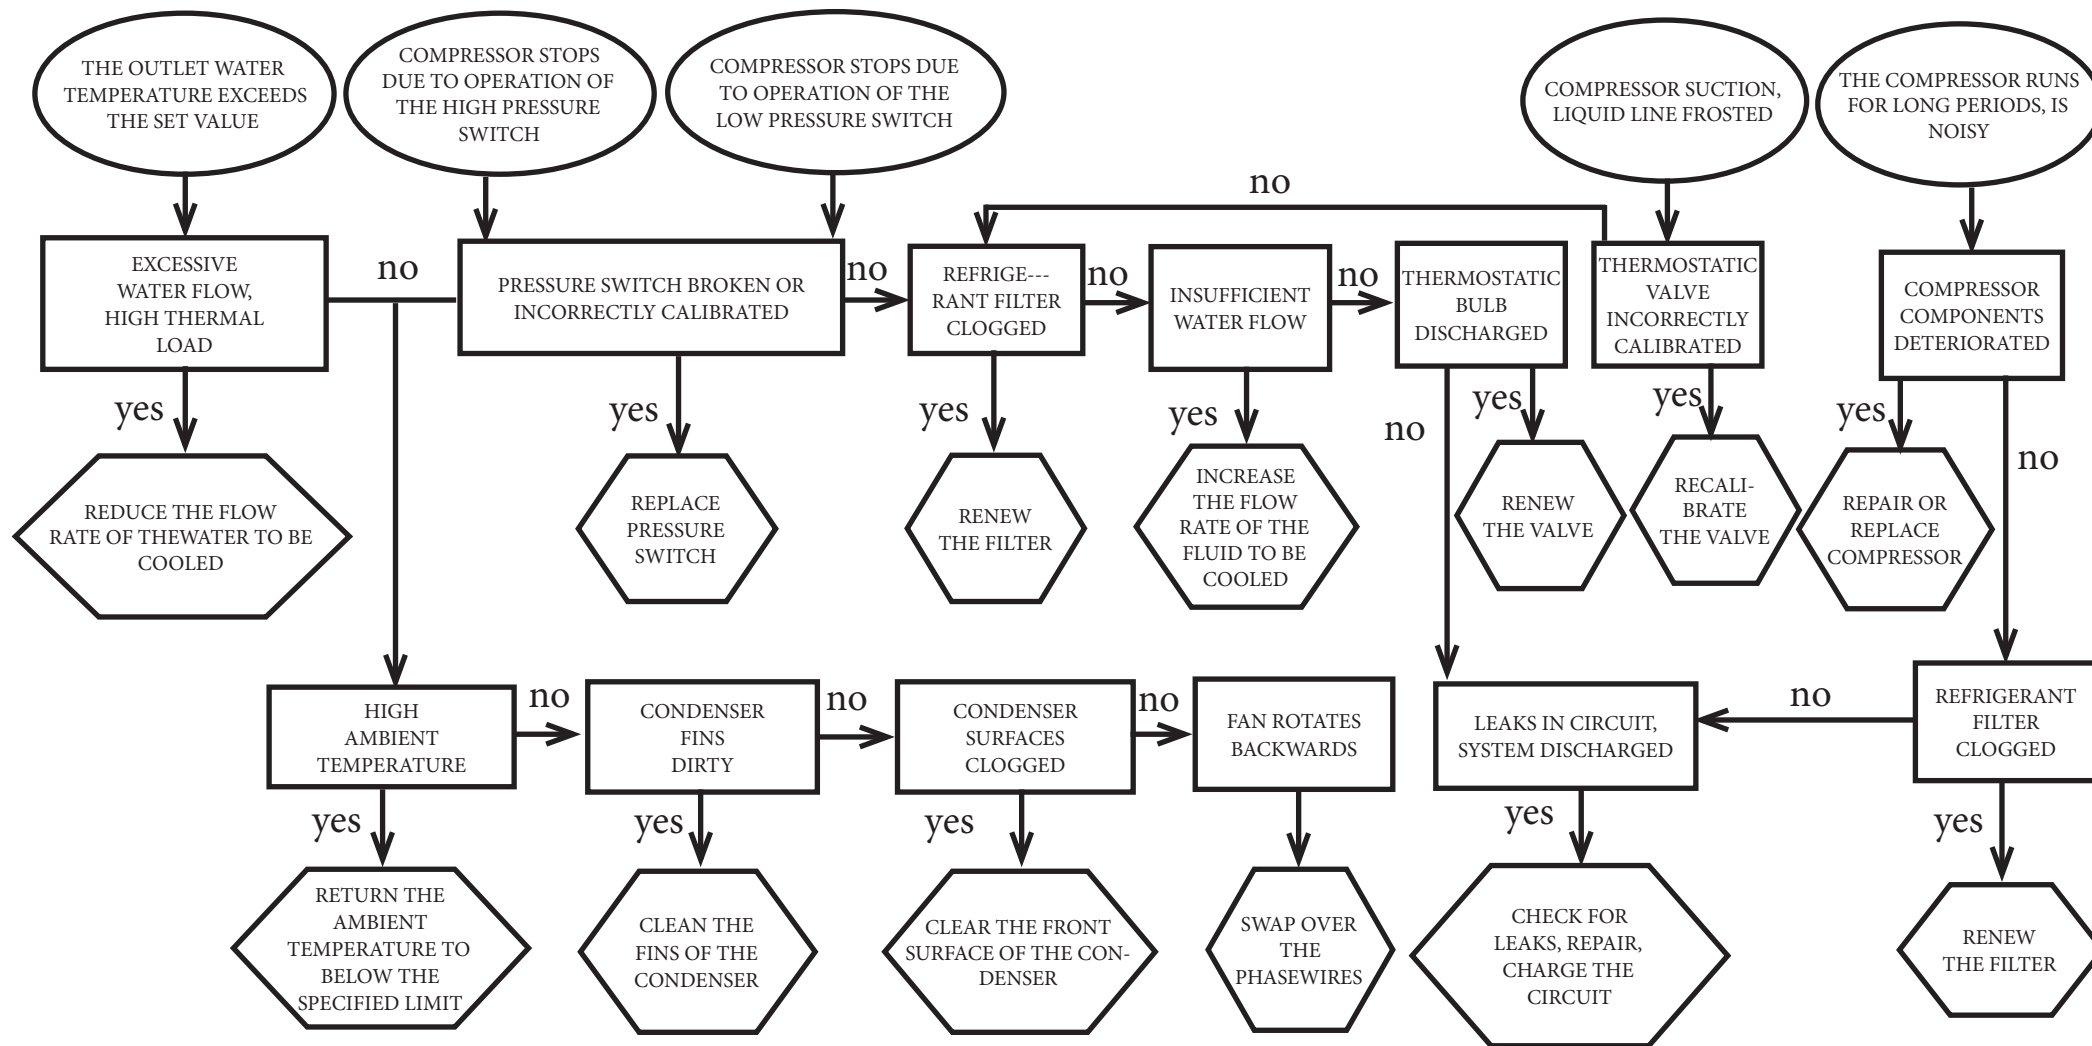 THE OUTLET WATER
TEMPERATURE EXCEEDS
THE SET VALUE
COMPRESSOR STOPS
DUE TO OPERATION OF
THE HIGH PRESSURE
SWITCH
COMPRESSOR STOPS DUE
TO OPERATION OF THE
LOW PRESSURE SWITCH
COMPRESSOR SUCTION,
LIQUID LINE FROSTED
THE COMPRESSOR RUNS
FOR LONG PERIODS, IS
NOISY
no
EXCESSIVE
WATER FLOW,
HIGH THERMAL
LOAD
no
PRESSURE SWITCH BROKEN OR
INCORRECTLY CALIBRATED
no
REFRIGE---
RANT FILTER
CLOGGED
no
INSUFFICIENT
WATER FLOW
no
THERMOSTATIC
BULB
DISCHARGED
THERMOSTATIC
VALVE
INCORRECTLY
CALIBRATED
COMPRESSOR
COMPONENTS
DETERIORATED
yes
yes
yes
yes
no
yes
yes
yes
no
REDUCE THE FLOW
RATE OF THEWATER TO BE
COOLED
REPLACE
PRESSURE
SWITCH
RENEW
THE FILTER
INCREASE
THE FLOW
RATE OF THE
FLUID TO BE
COOLED
RENEW
THE VALVE
RECALI-
BRATE
THE VALVE
REPAIR OR
REPLACE
COMPRESSOR
HIGH
AMBIENT
TEMPERATURE
no
CONDENSER
FINS
DIRTY
no
CONDENSER
SURFACES
CLOGGED
no
FAN ROTATES
BACKWARDS
LEAKS IN CIRCUIT,
SYSTEM DISCHARGED
no
REFRIGERANT
FILTER
CLOGGED
yes
yes
yes
yes
yes
RETURN THE
AMBIENT
TEMPERATURE TO
BELOW THE
SPECIFIED LIMIT
CLEAN THE
FINS OF THE
CONDENSER
CLEAR THE FRONT
SURFACE OF THE CON-
DENSER
SWAP OVER
THE
PHASEWIRES
CHECK FOR
LEAKS, REPAIR,
CHARGE THE
CIRCUIT
RENEW
THE FILTER